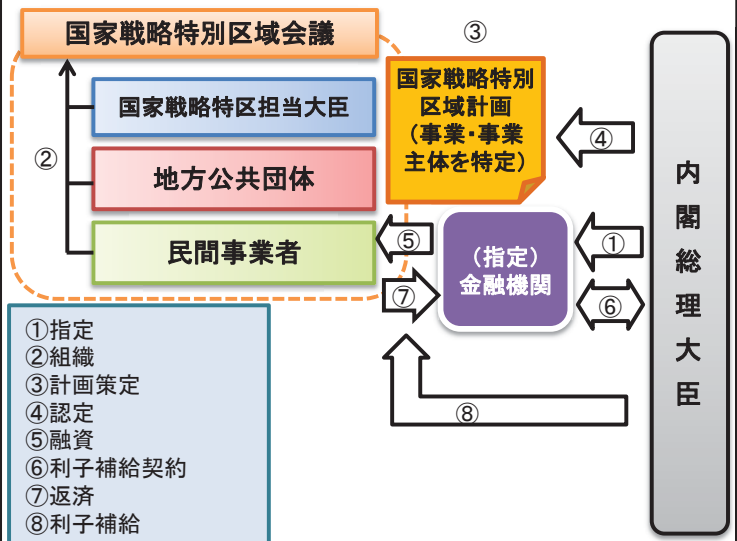 国家戦略特別区域会議
③
国家戦略特区担当大臣
国家戦略特別
区域計画
（事業・事業
主体を特定）
④
②
地方公共団体
民間事業者
⑤
（指定）
金融機関
①
⑦
⑥
⑧
内閣総理大臣
①指定
②組織
③計画策定
④認定
⑤融資
⑥利子補給契約
⑦返済
⑧利子補給